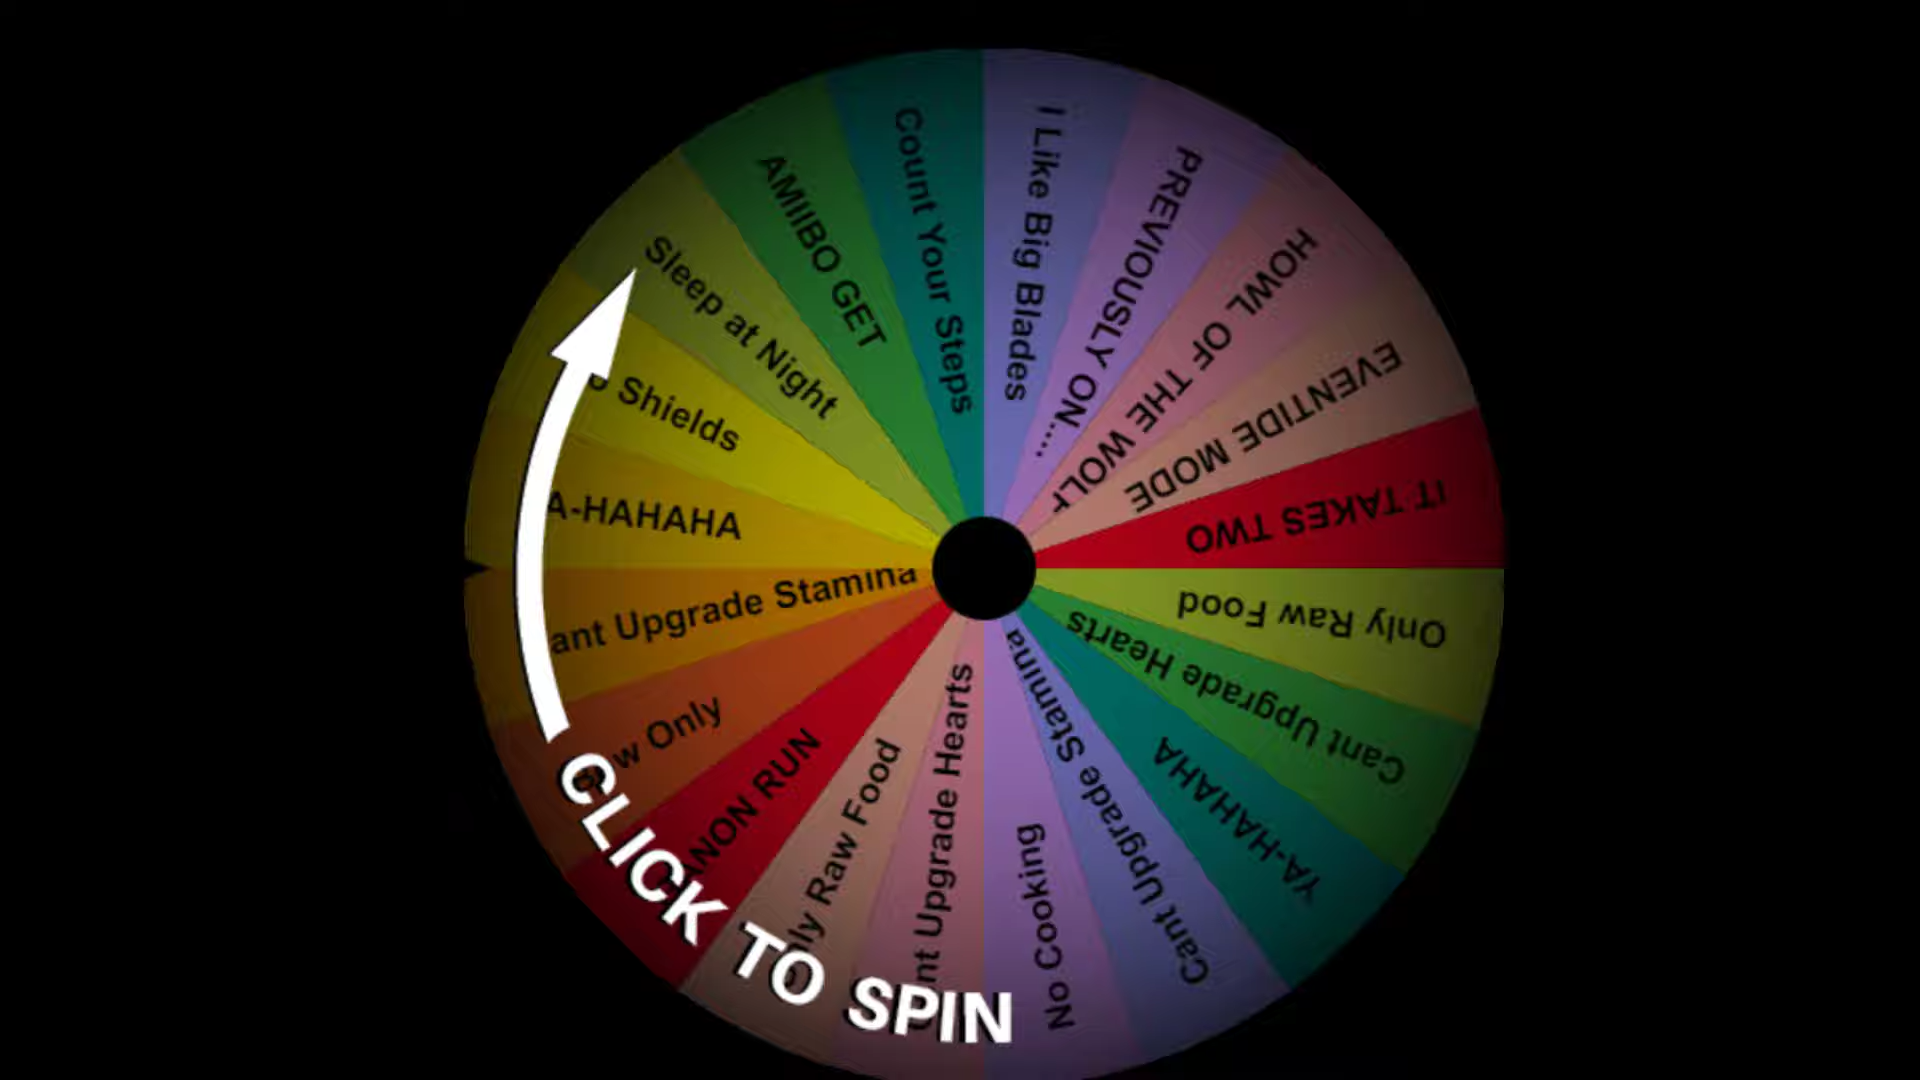 I Like Big Blades
PREVIOUSLY ON....
HOWL OF THE WOLF
EVENTIDE MODE
IT TAKES TWO
Only Raw Food
Cant Upgrade Hearts
YA-HAHAHA
Cant Upgrade Stamina
No Cooking
nt Upgrade Hearts
ly Raw Food
ANON RUN
w Only
ant Upgrade Stamina
A-HAHAHA
o Shields
Sleep at Night
AMIIBO GET
Count Your Steps
CLICK TO SPIN